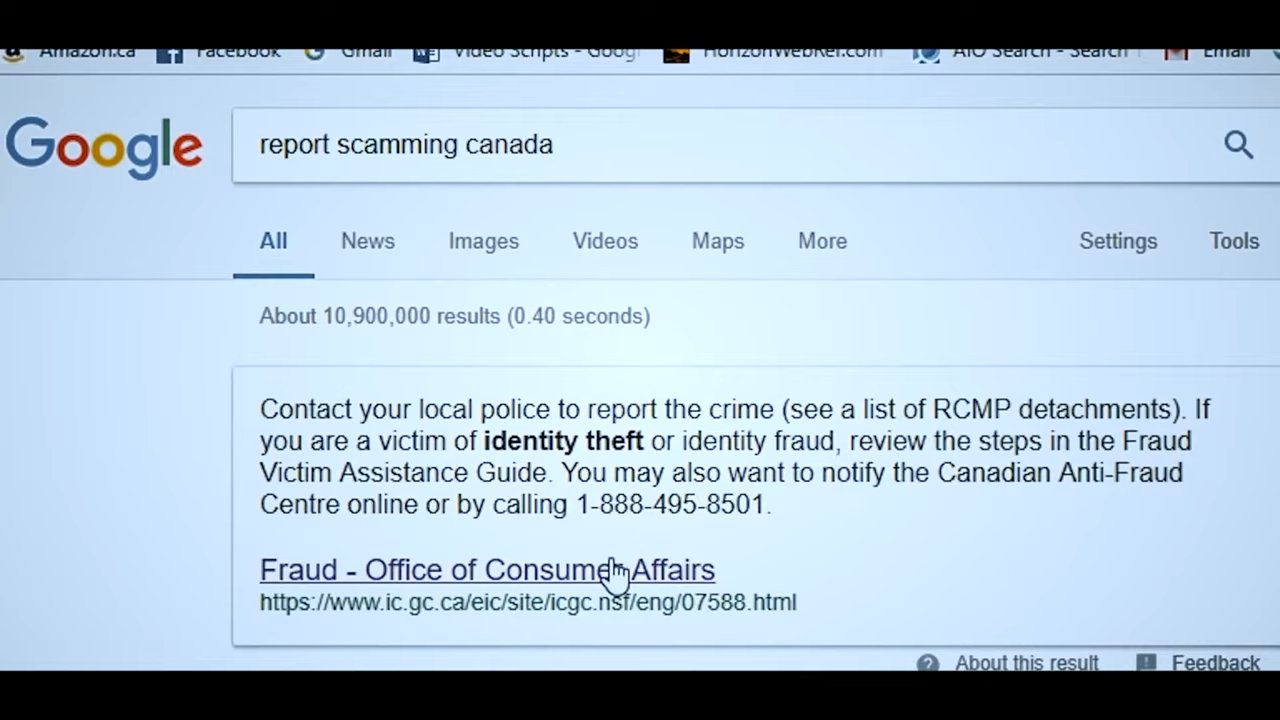 Amazon.ca Facebook Gmail Video Scripts - Googl HorizonWebRef.com AIO Search - Search Email
Google report scamming canada
All News Images Videos Maps More Settings Tools
About 10,900,000 results (0.40 seconds)
Contact your local police to report the crime (see a list of RCMP detachments). If
you are a victim of identity theft or identity fraud, review the steps in the Fraud
Victim Assistance Guide. You may also want to notify the Canadian Anti-Fraud
Centre online or by calling 1-888-495-8501.
Fraud - Office of Consumer Affairs
https://www.ic.gc.ca/eic/site/icgc.nsf/eng/07588.html
About this result Feedback